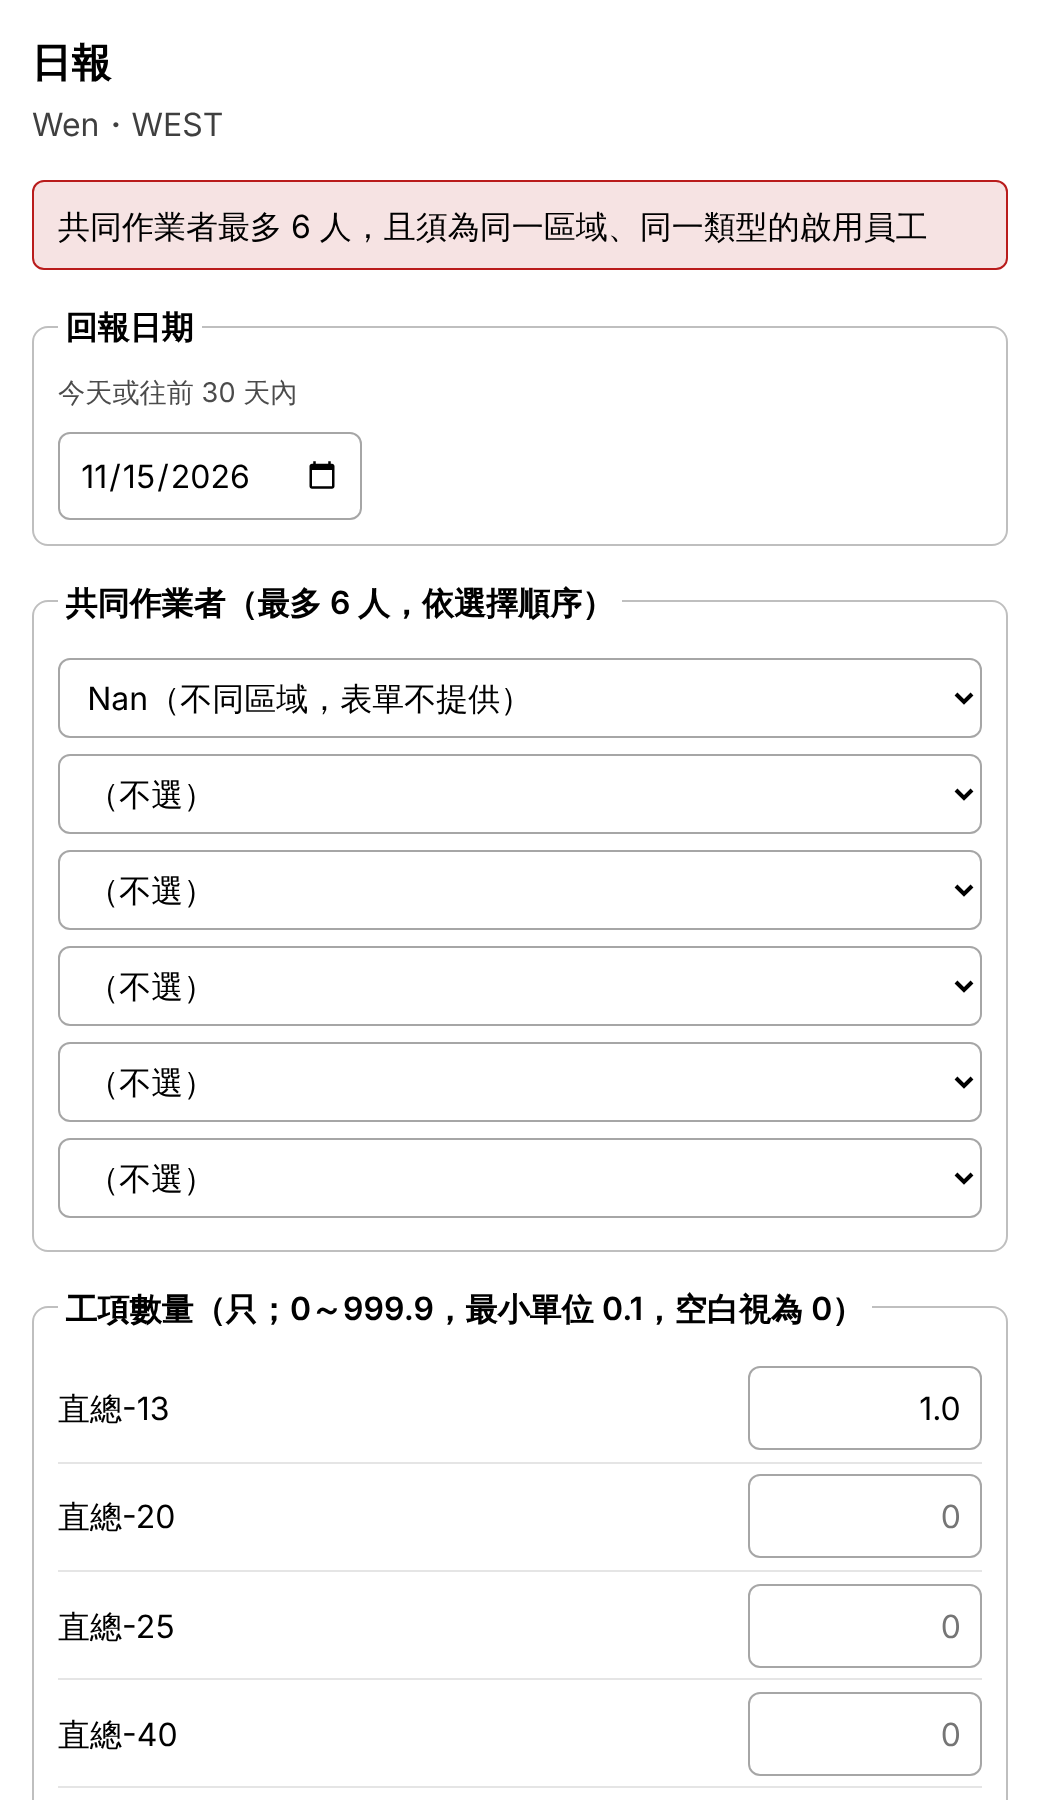 日報
Wen・WEST
共同作業者最多 6 人，且須為同一區域、同一類型的啟用員工
回報日期
今天或往前 30 天內
11/15/2026
共同作業者（最多 6 人，依選擇順序）
Nan（不同區域，表單不提供）
（不選）
（不選）
（不選）
（不選）
（不選）
工項數量（只；0～999.9，最小單位 0.1，空白視為 0）
直總-13 1.0
直總-20 0
直總-25 0
直總-40 0